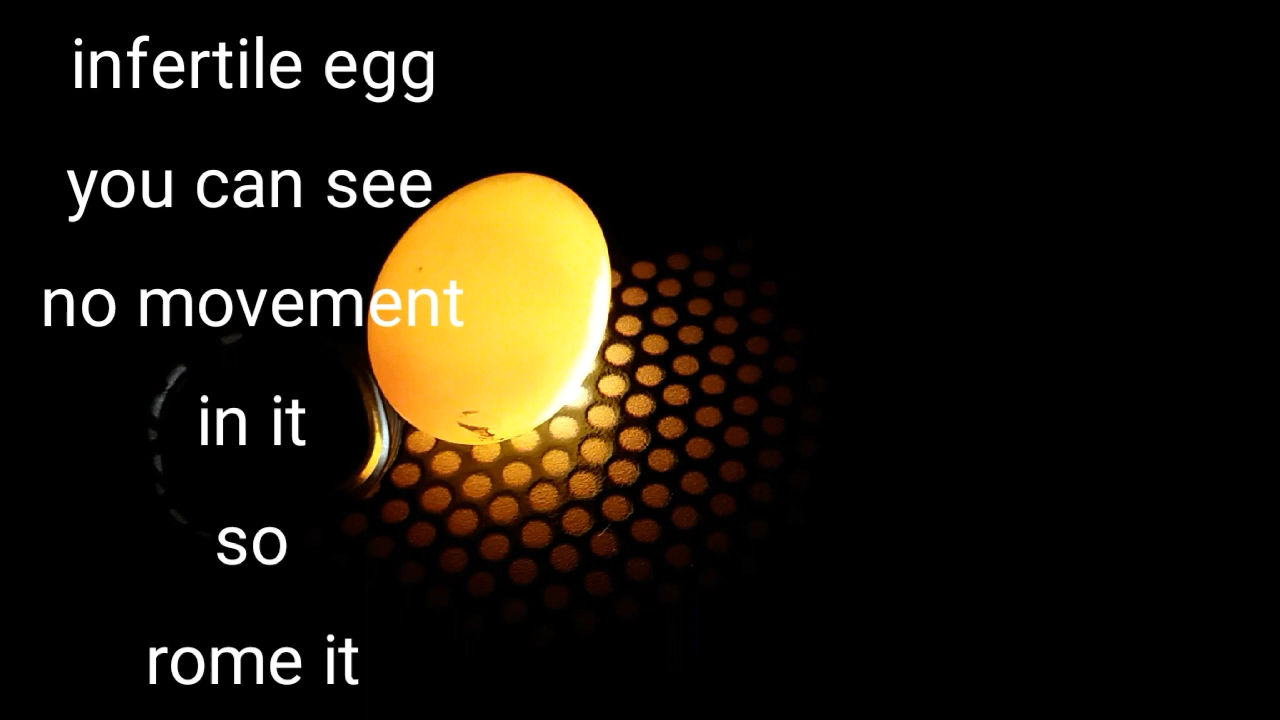 infertile egg
you can see
no movement
in it
so
rome it